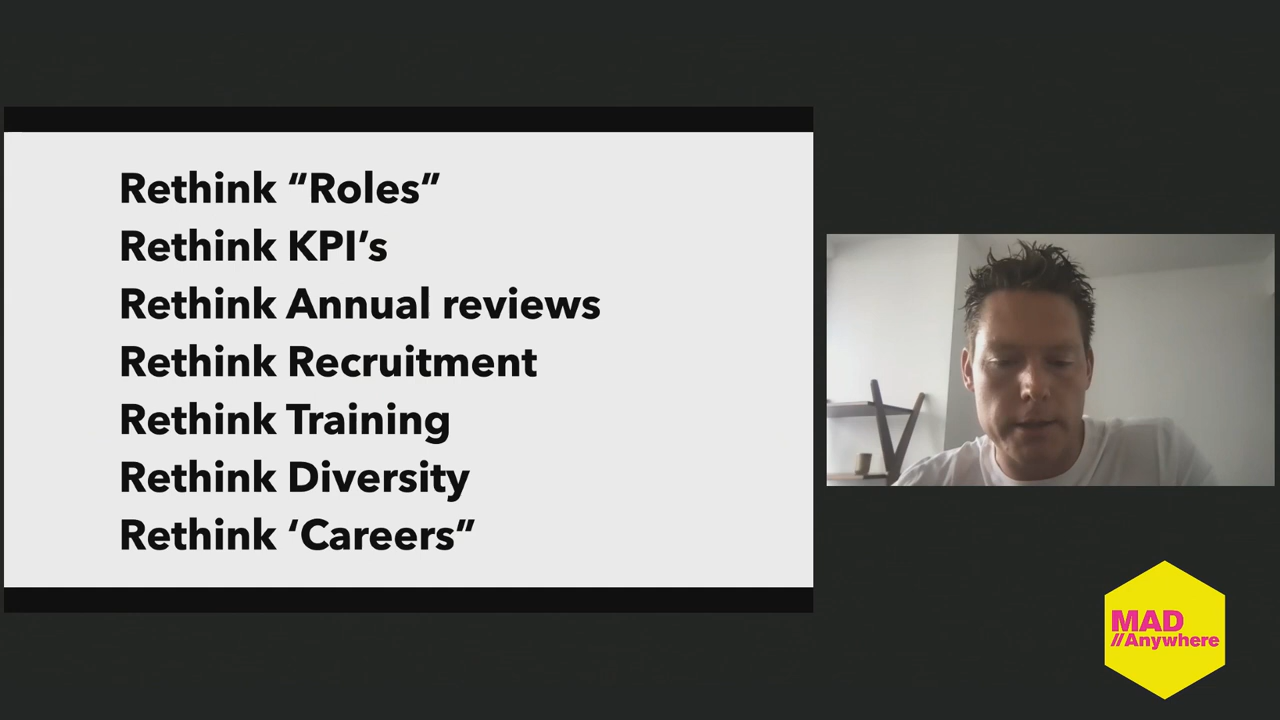 Rethink “Roles”
Rethink KPI’s
Rethink Annual reviews
Rethink Recruitment
Rethink Training
Rethink Diversity
Rethink ‘Careers”
MAD
//Anywhere